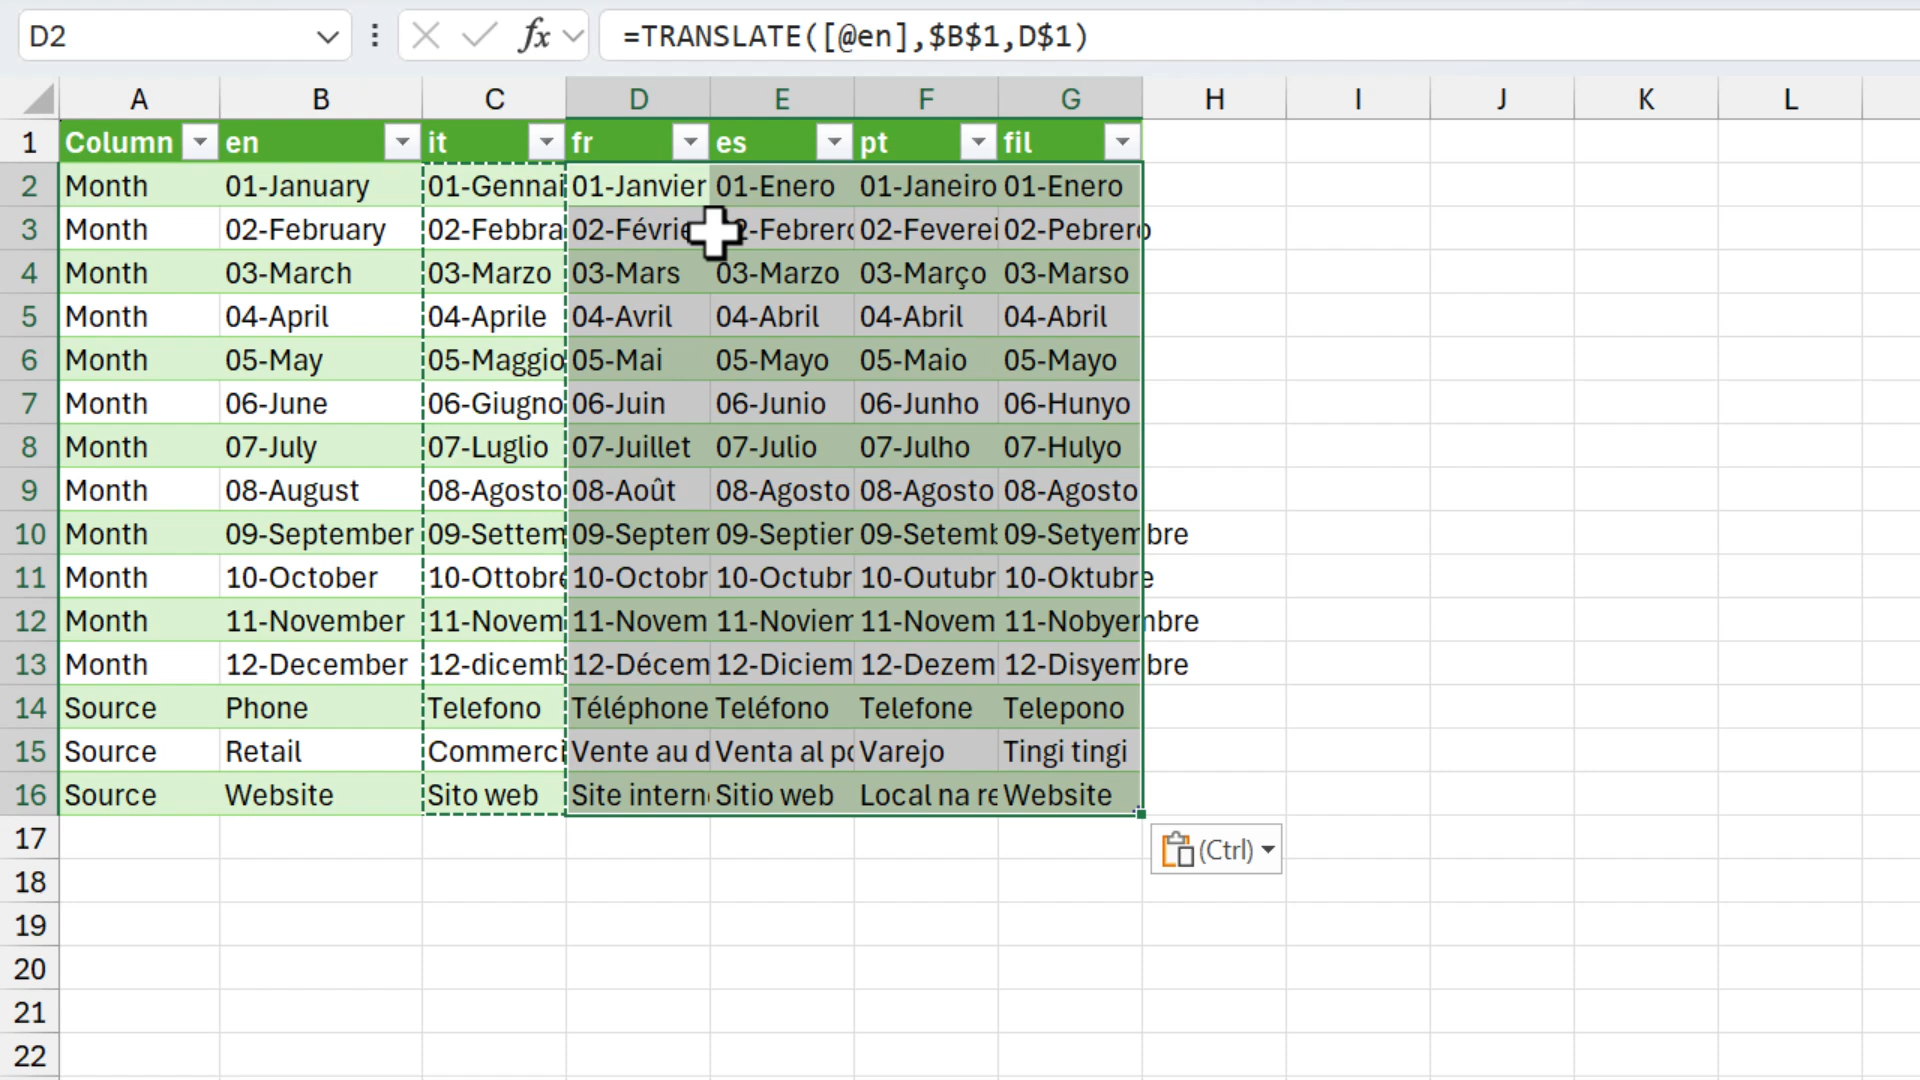 D2 fx =TRANSLATE([@en],$B$1,D$1)
A B C D E F G H I J K L
1 Column en it fr es pt fil
2 Month 01-January 01-Gennai 01-Janvier 01-Enero 01-Janeiro 01-Enero
3 Month 02-February 02-Febbra 02-Févrie 2-Febrero 02-Feverei 02-Pebrero
4 Month 03-March 03-Marzo 03-Mars 03-Marzo 03-Março 03-Marso
5 Month 04-April 04-Aprile 04-Avril 04-Abril 04-Abril 04-Abril
6 Month 05-May 05-Maggio 05-Mai 05-Mayo 05-Maio 05-Mayo
7 Month 06-June 06-Giugno 06-Juin 06-Junio 06-Junho 06-Hunyo
8 Month 07-July 07-Luglio 07-Juillet 07-Julio 07-Julho 07-Hulyo
9 Month 08-August 08-Agosto 08-Août 08-Agosto 08-Agosto 08-Agosto
10 Month 09-September 09-Settem 09-Septem 09-Septier 09-Setemb 09-Setyembre
11 Month 10-October 10-Ottobre 10-Octobr 10-Octubr 10-Outubr 10-Oktubre
12 Month 11-November 11-Novem 11-Novem 11-Noviem 11-Novem 11-Nobyembre
13 Month 12-December 12-dicemb 12-Décem 12-Diciem 12-Dezem 12-Disyembre
14 Source Phone Telefono Téléphone Teléfono Telefone Telepono
15 Source Retail Commerci Vente au d Venta al po Varejo Tingi tingi
16 Source Website Sito web Site intern Sitio web Local na re Website
17
(Ctrl)
18
19
20
21
22